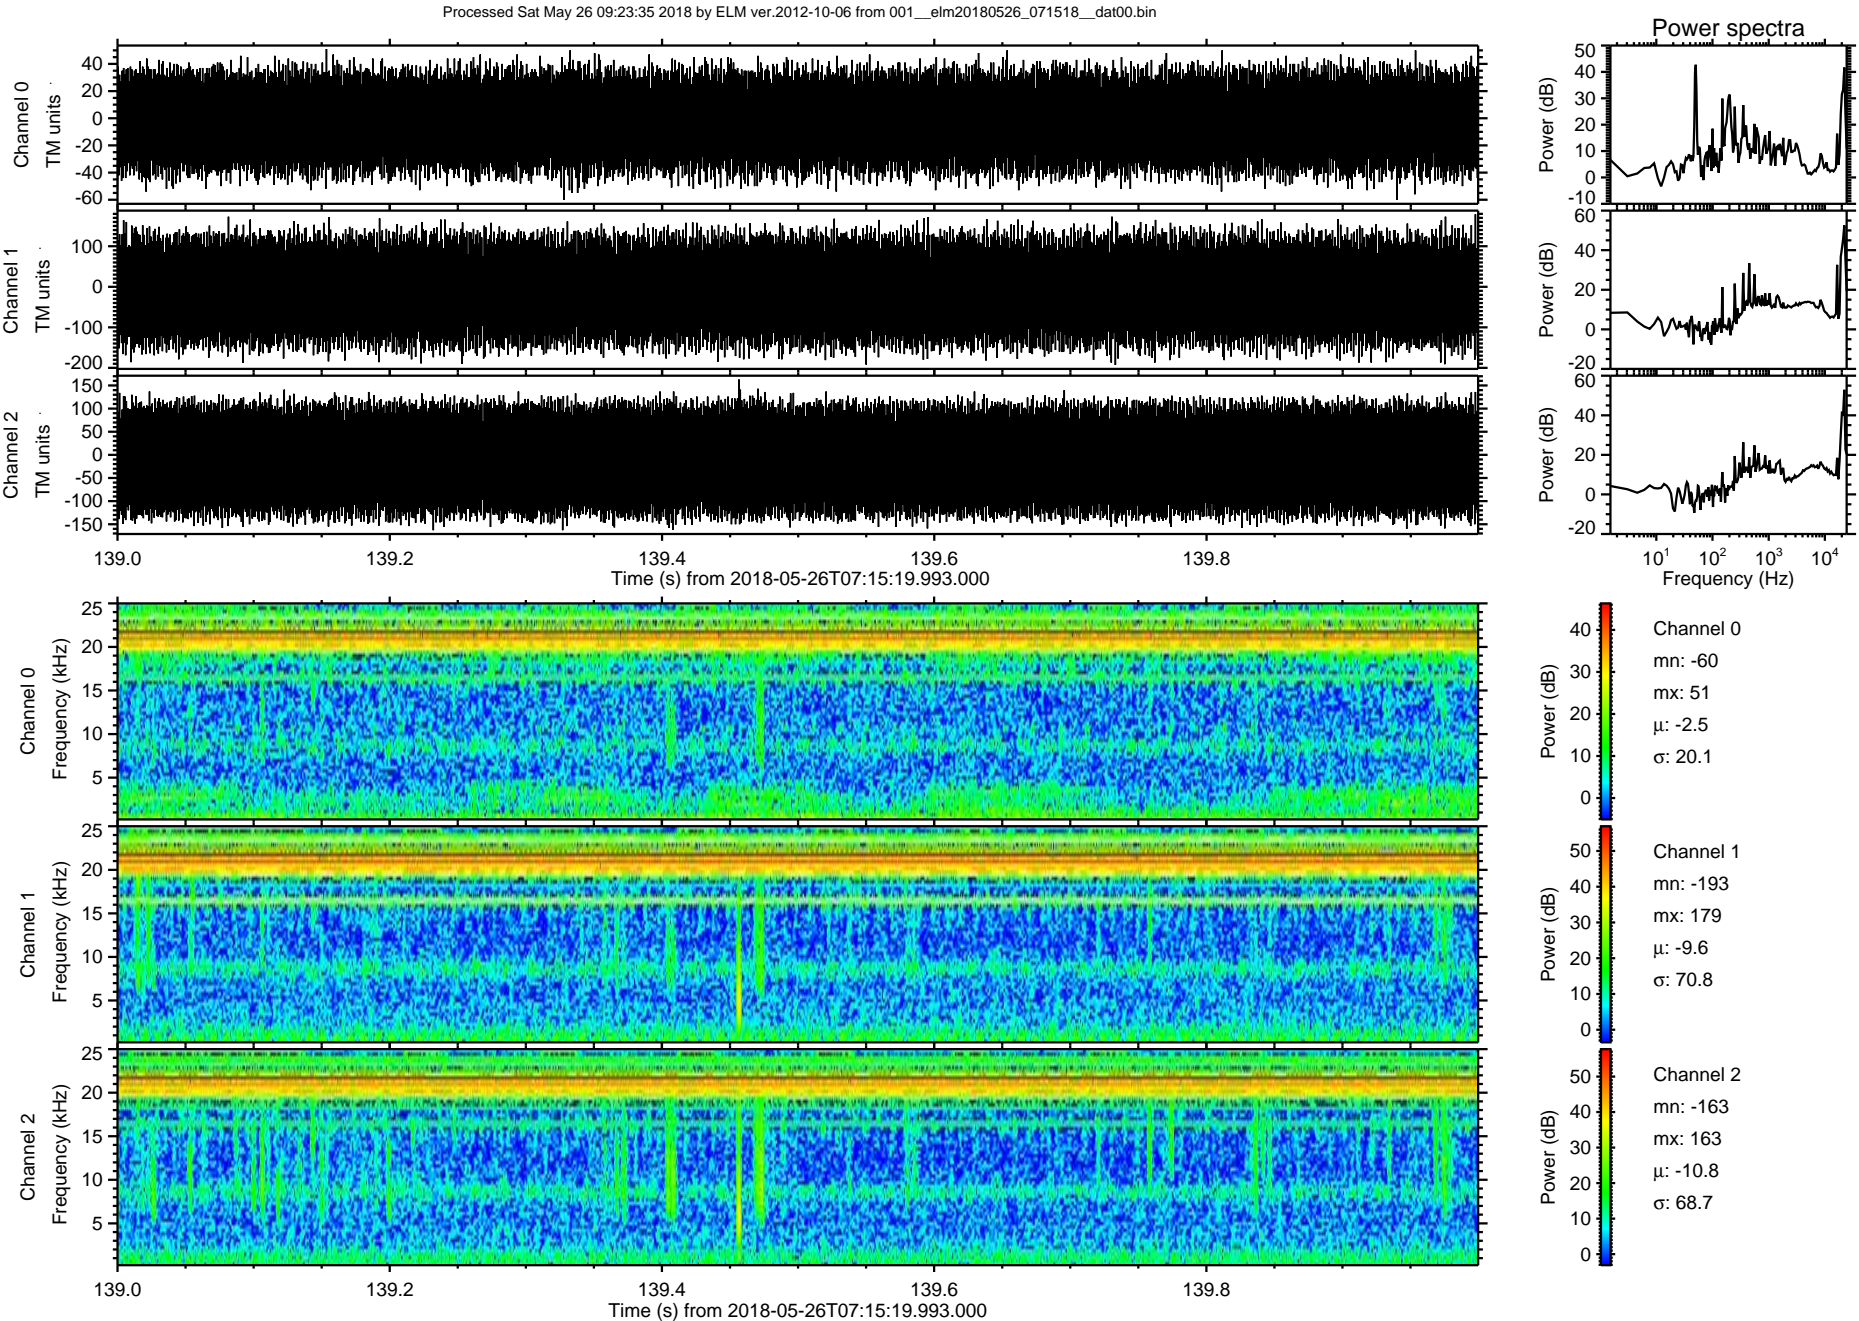 Processed Sat May 26 09:23:35 2018 by ELM ver.2012-10-06 from 001__elm20180526_071518__dat00.bin
Power spectra
Channel 0
TM units
40
20
0
-20
-40
-60
Power (dB)
50
40
30
20
10
0
-10
Channel 1
TM units
100
0
-100
-200
Power (dB)
60
40
20
0
-20
Channel 2
TM units
150
100
50
0
-50
-100
-150
Power (dB)
60
40
20
0
-20
139.0 139.2 139.4 139.6 139.8
Time (s) from 2018-05-26T07:15:19.993.000
10¹ 10² 10³ 10⁴
Frequency (Hz)
Channel 0
Frequency (kHz)
25
20
15
10
5
Power (dB)
40
30
20
10
0
Channel 0
mn: -60
mx: 51
μ: -2.5
σ: 20.1
Channel 1
Frequency (kHz)
25
20
15
10
5
Power (dB)
50
40
30
20
10
0
Channel 1
mn: -193
mx: 179
μ: -9.6
σ: 70.8
Channel 2
Frequency (kHz)
25
20
15
10
5
Power (dB)
50
40
30
20
10
0
Channel 2
mn: -163
mx: 163
μ: -10.8
σ: 68.7
139.0 139.2 139.4 139.6 139.8
Time (s) from 2018-05-26T07:15:19.993.000